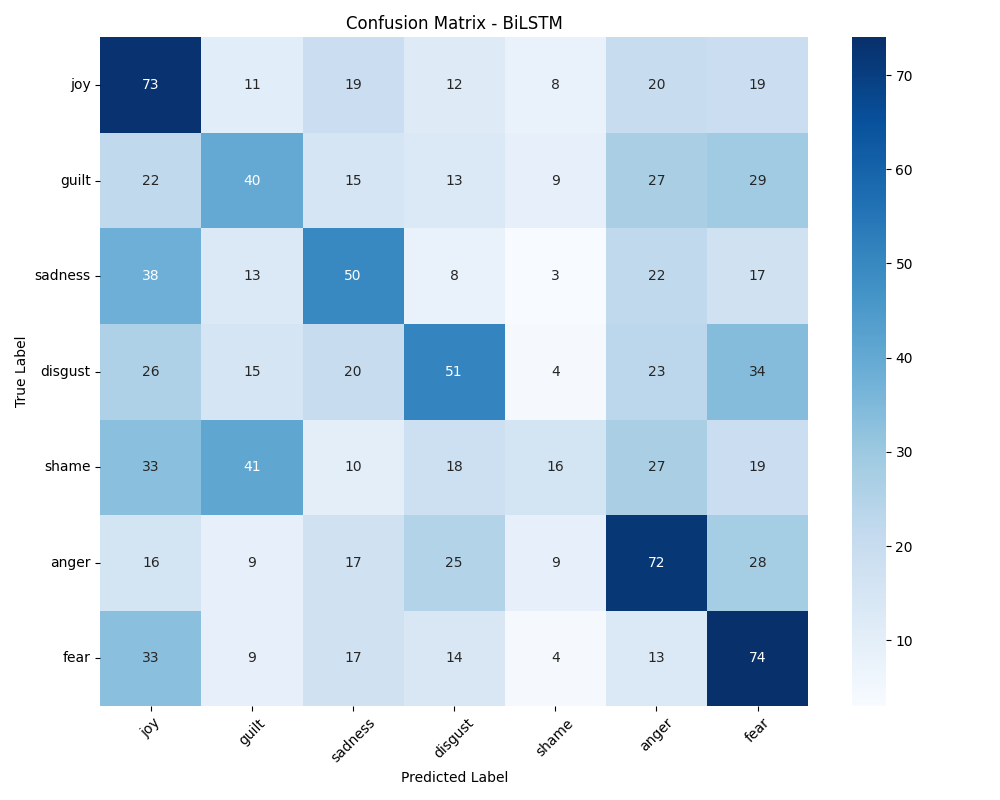 Confusion Matrix - BiLSTM
joy 73 11 19 12 8 20 19
guilt 22 40 15 13 9 27 29
sadness 38 13 50 8 3 22 17
disgust 26 15 20 51 4 23 34
shame 33 41 10 18 16 27 19
anger 16 9 17 25 9 72 28
fear 33 9 17 14 4 13 74
joy guilt sadness disgust shame anger fear
Predicted Label
True Label
70
60
50
40
30
20
10